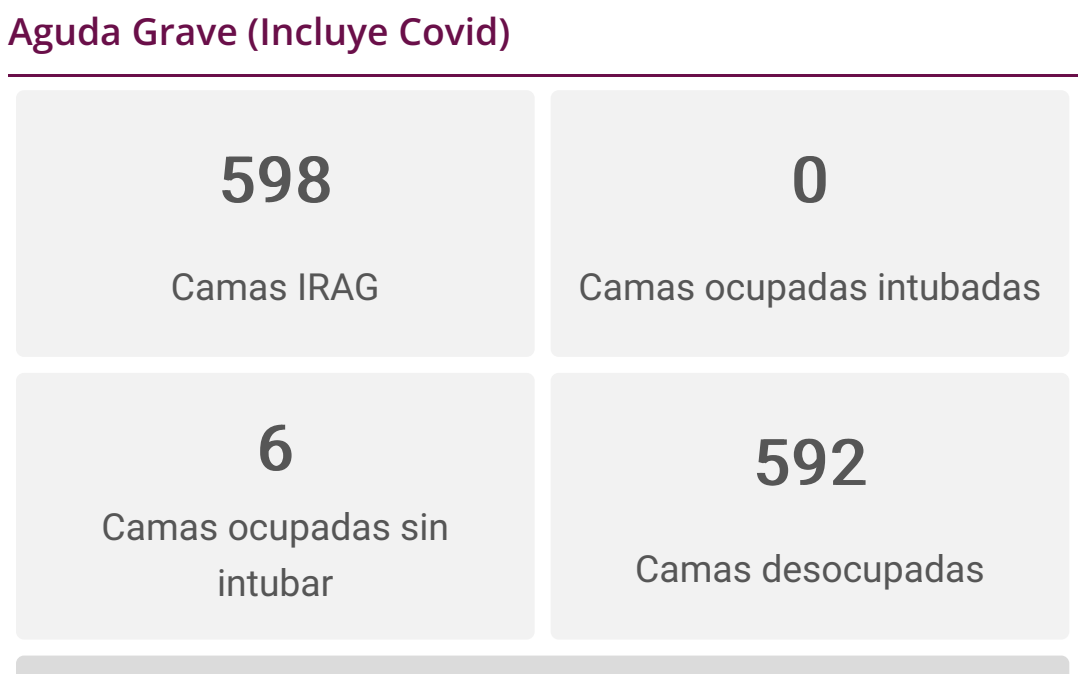 Aguda Grave (Incluye Covid)
598
Camas IRAG
0
Camas ocupadas intubadas
6
Camas ocupadas sin
intubar
592
Camas desocupadas